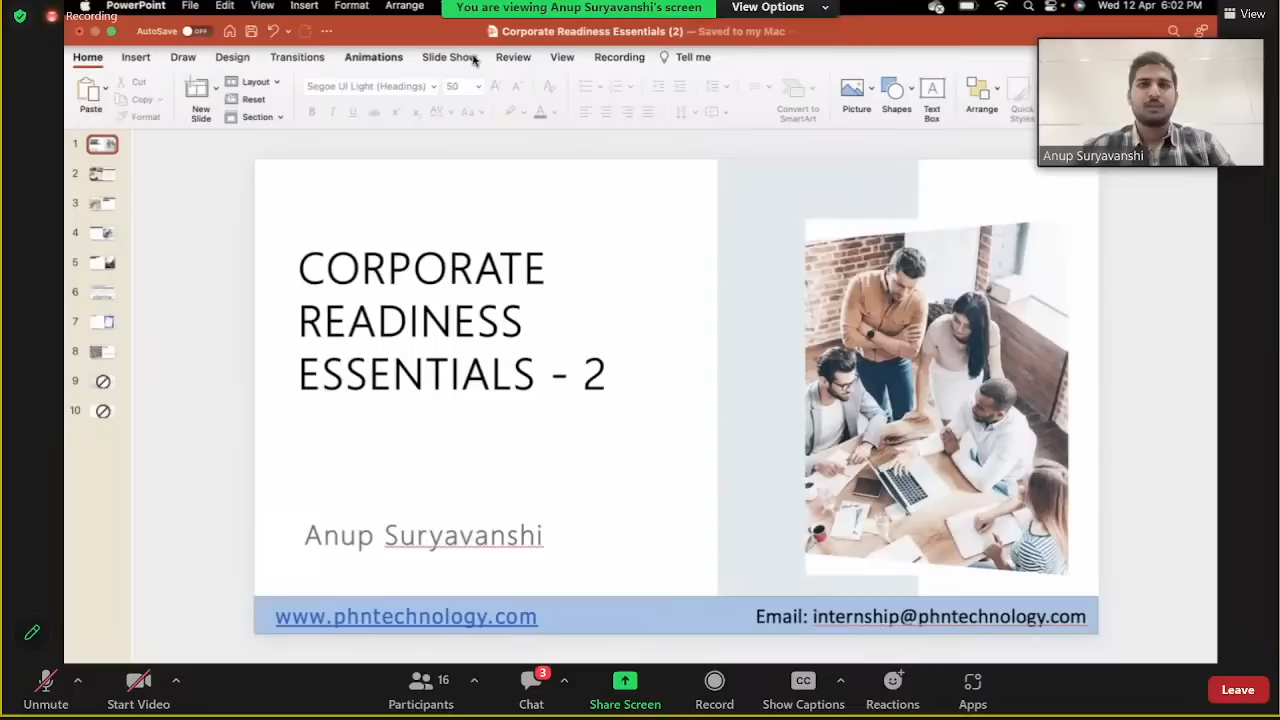 Recording
PowerPoint File Edit View Insert Format Arrange
You are viewing Anup Suryavanshi's screen
View Options
Wed 12 Apr 6:02 PM
View
AutoSave OFF
Corporate Readiness Essentials (2) — Saved to my Mac
Home Insert Draw Design Transitions Animations Slide Show Review View Recording Tell me
Paste
Cut
Copy
Format
New
Slide
Layout
Reset
Section
Segoe UI Light (Headings) 50
Convert to
SmartArt
Picture
Shapes
Text
Box
Arrange
Quick
Styles
Anup Suryavanshi
1
2
3
4
5
6
7
8
9
10
CORPORATE
READINESS
ESSENTIALS - 2
Anup Suryavanshi
www.phntechnology.com
Email: internship@phntechnology.com
Unmute
Start Video
16
Participants
3
Chat
Share Screen
Record
CC
Show Captions
Reactions
Apps
Leave